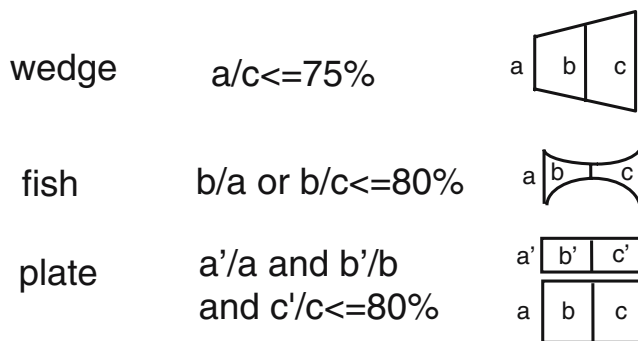 wedge a/c<=75% a b c
fish b/a or b/c<=80% a b c
plate a’/a and b’/b a’ b’ c’
and c'/c<=80% a b c